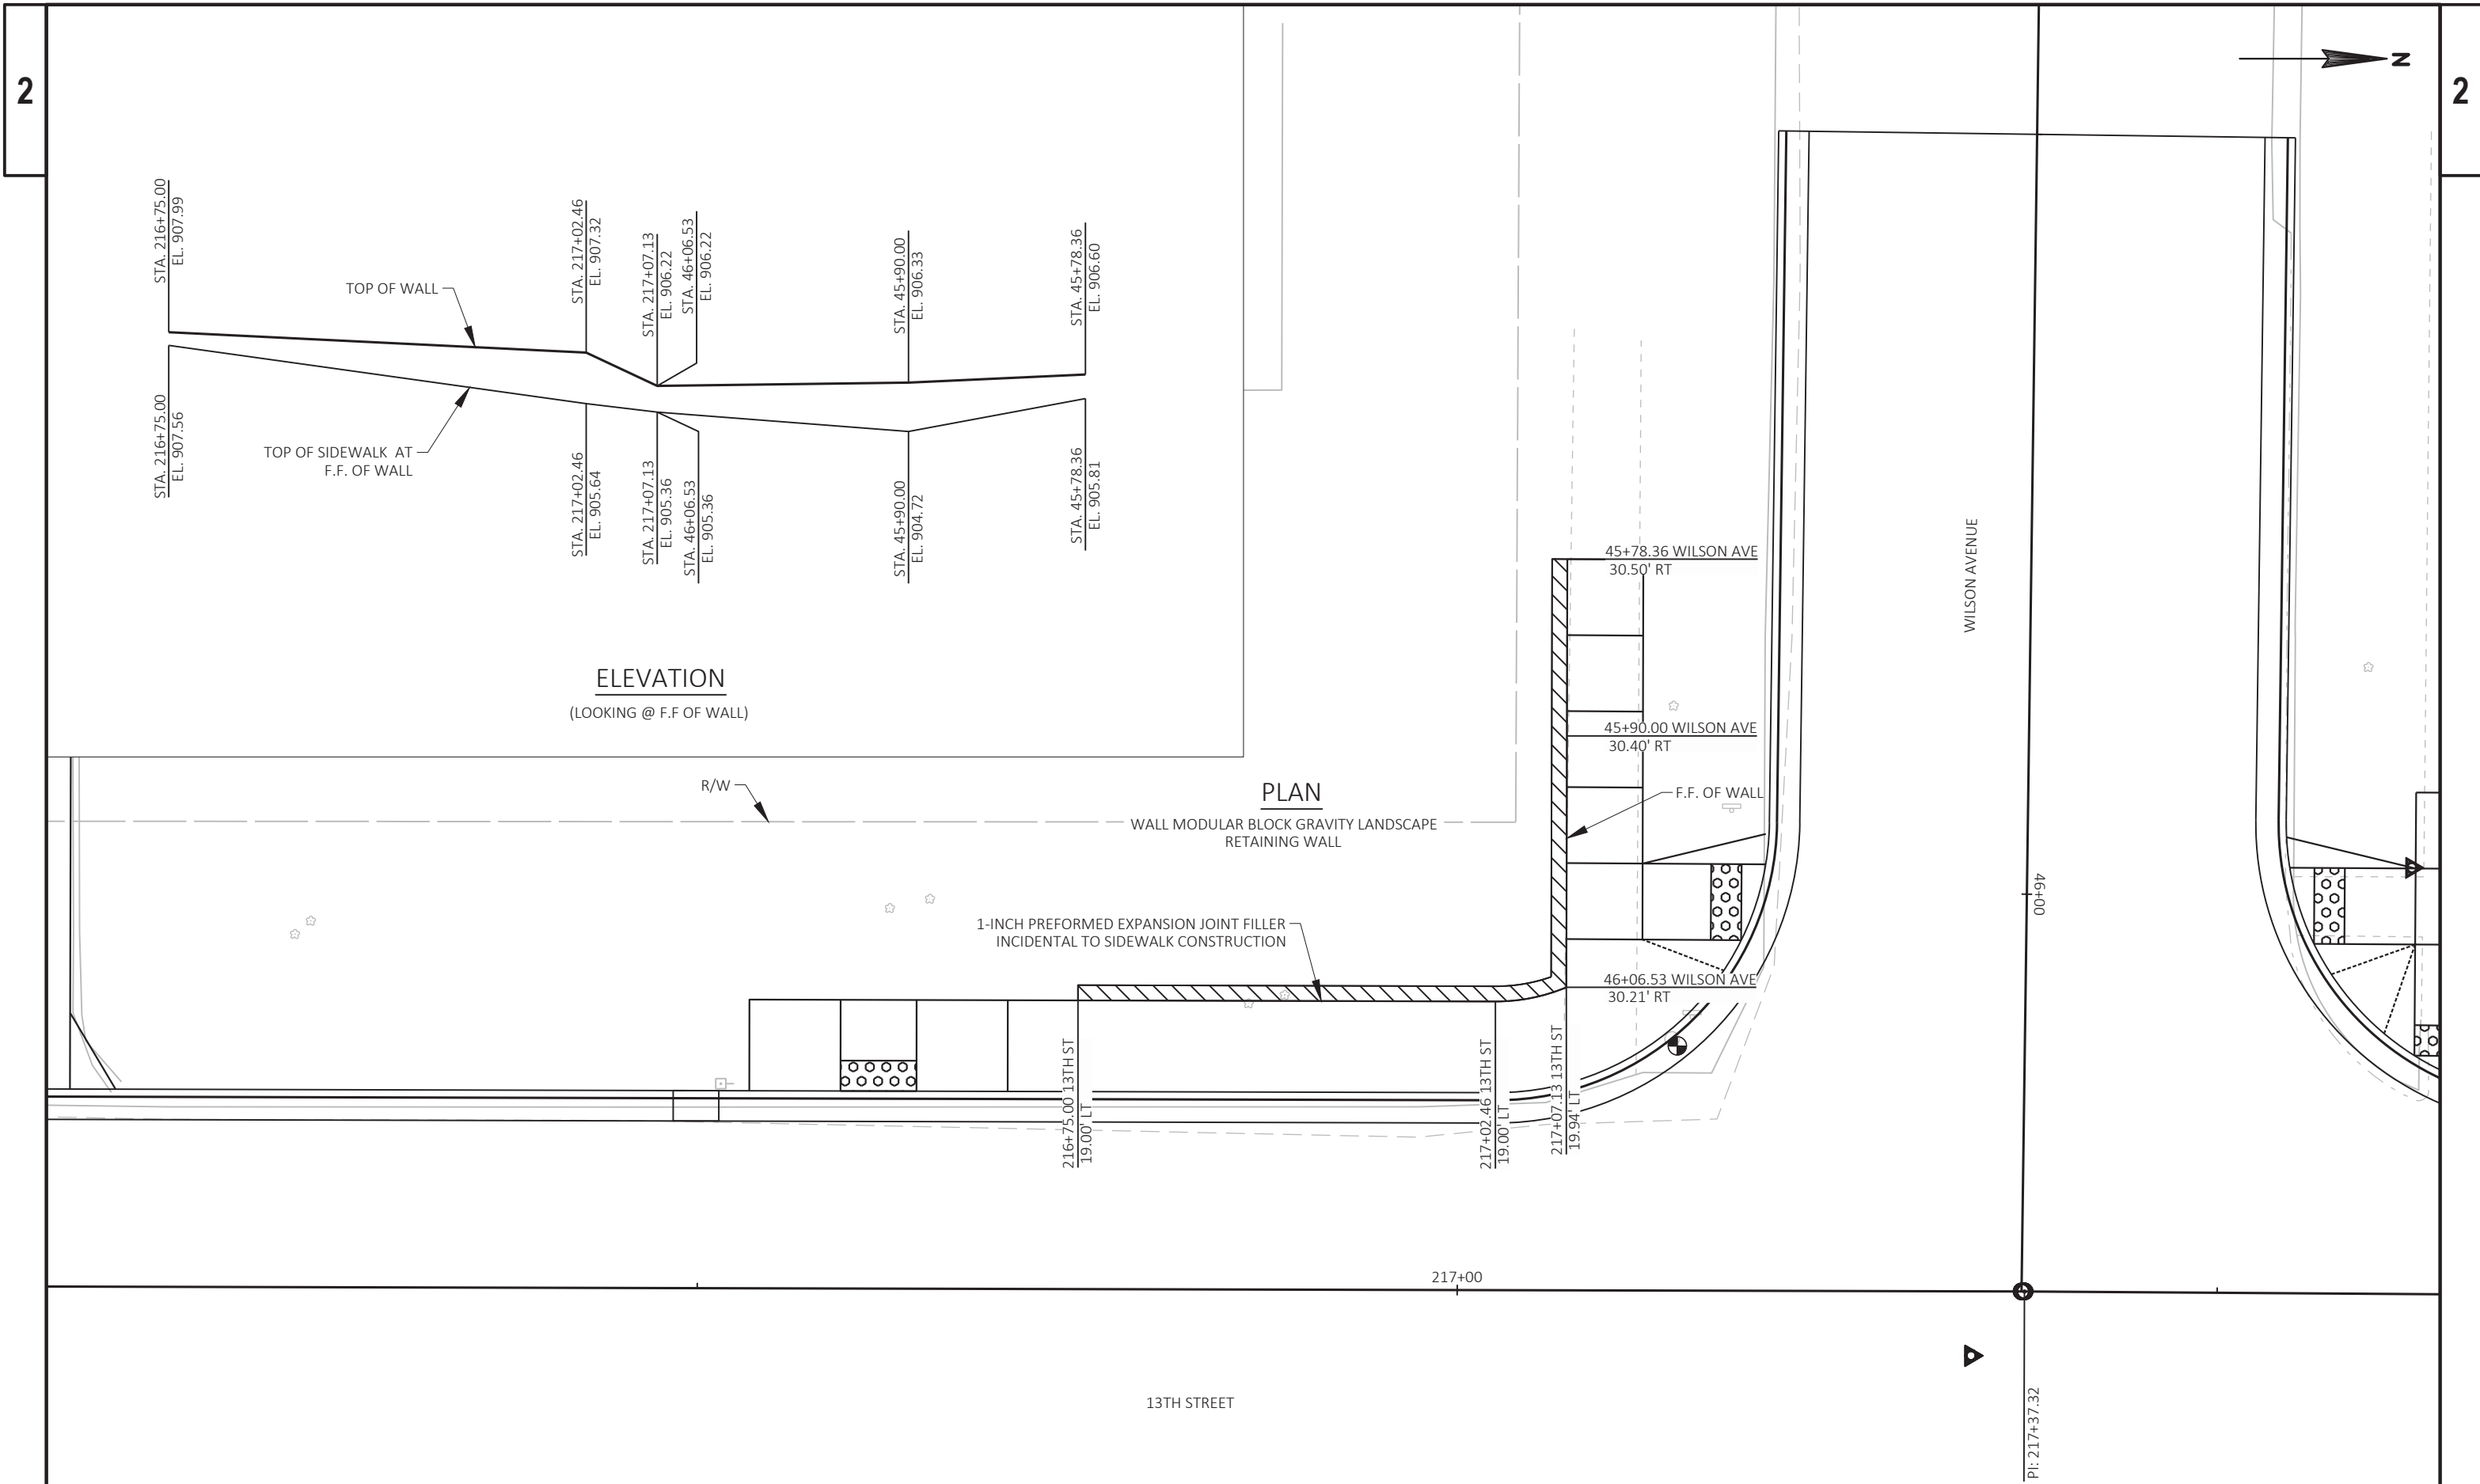 2
2
N
STA. 216+75.00
EL. 907.99
TOP OF WALL
STA. 217+02.46
EL. 907.32
STA. 217+07.13
EL. 906.22
STA. 46+06.53
EL. 906.22
STA. 45+90.00
EL. 906.33
STA. 45+78.36
EL. 906.60
STA. 216+75.00
EL. 907.56
TOP OF SIDEWALK AT
F.F. OF WALL
STA. 217+02.46
EL. 905.64
STA. 217+07.13
EL. 905.36
STA. 46+06.53
EL. 905.36
STA. 45+90.00
EL. 904.72
STA. 45+78.36
EL. 905.81
ELEVATION
(LOOKING @ F.F OF WALL)
45+78.36 WILSON AVE
30.50' RT
WILSON AVENUE
45+90.00 WILSON AVE
30.40' RT
R/W
PLAN
WALL MODULAR BLOCK GRAVITY LANDSCAPE
RETAINING WALL
F.F. OF WALL
46+00
1-INCH PREFORMED EXPANSION JOINT FILLER
INCIDENTAL TO SIDEWALK CONSTRUCTION
46+06.53 WILSON AVE
30.21' RT
216+75.00 13TH ST
19.00' LT
217+02.46 13TH ST
19.00' LT
217+07.13 13TH ST
19.94' LT
217+00
13TH STREET
PI: 217+37.32